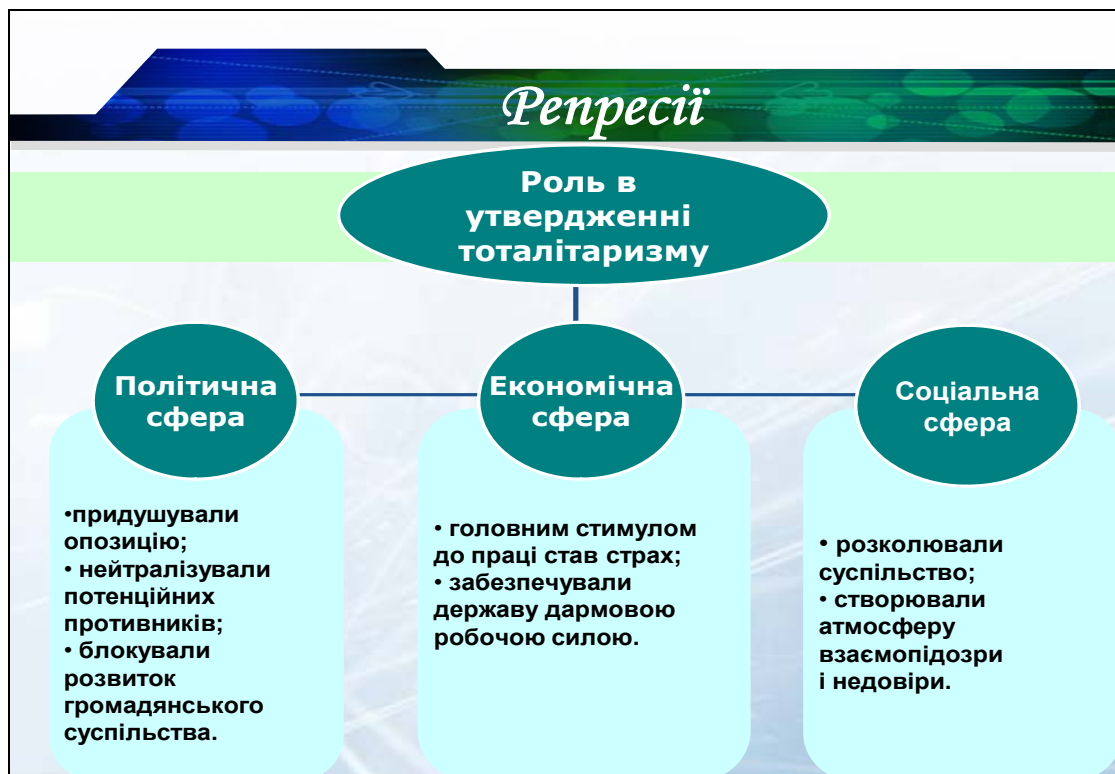 Репресії
Роль в
утвердженні
тоталітаризму
Політична
сфера
•придушували
опозицію;
• нейтралізували
потенційних
противників;
• блокували
розвиток
громадянського
суспільства.
Економічна
сфера
• головним стимулом
до праці став страх;
• забезпечували
державу дармовою
робочою силою.
Соціальна
сфера
• розколювали
суспільство;
• створювали
атмосферу
взаємопідозри
і недовіри.